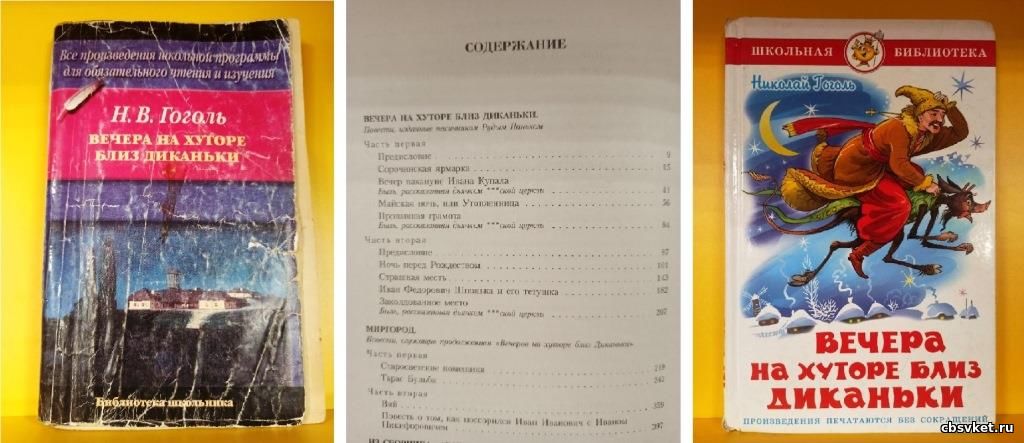 Все произведения школьной программы
для обязательного чтения и изучения
Н. В. Гоголь
ВЕЧЕРА НА ХУТОРЕ
БЛИЗ ДИКАНЬКИ
Библиотека школьника
СОДЕРЖАНИЕ
ВЕЧЕРА НА ХУТОРЕ БЛИЗ ДИКАНЬКИ.
Повести, изданные пасичником Рудым Паньком
Часть первая
Предисловие 9
Сорочинская ярмарка 15
Вечер накануне Ивана Купала
Быль, рассказанная дьячком ***ской церкви 41
Майская ночь, или Утопленница 56
Пропавшая грамота
Быль, рассказанная дьячком ***ской церкви 84
Часть вторая
Предисловие 97
Ночь перед Рождеством 101
Страшная месть 143
Иван Федорович Шпонька и его тетушка 182
Заколдованное место
Быль, рассказанная дьячком ***ской церкви 207
МИРГОРОД.
Повести, служащие продолжением «Вечеров на хуторе близ Диканьки»
Часть первая
Старосветские помещики 219
Тарас Бульба 242
Часть вторая
Вий 359
Повесть о том, как поссорился Иван Иванович с Иваном
Никифоровичем 397
ШКОЛЬНАЯ БИБЛИОТЕКА
Николай Гоголь
ВЕЧЕРА
НА ХУТОРЕ БЛИЗ
ДИКАНЬКИ
ПРОИЗВЕДЕНИЯ ПЕЧАТАЮТСЯ БЕЗ СОКРАЩЕНИЙ
cbsvket.ru